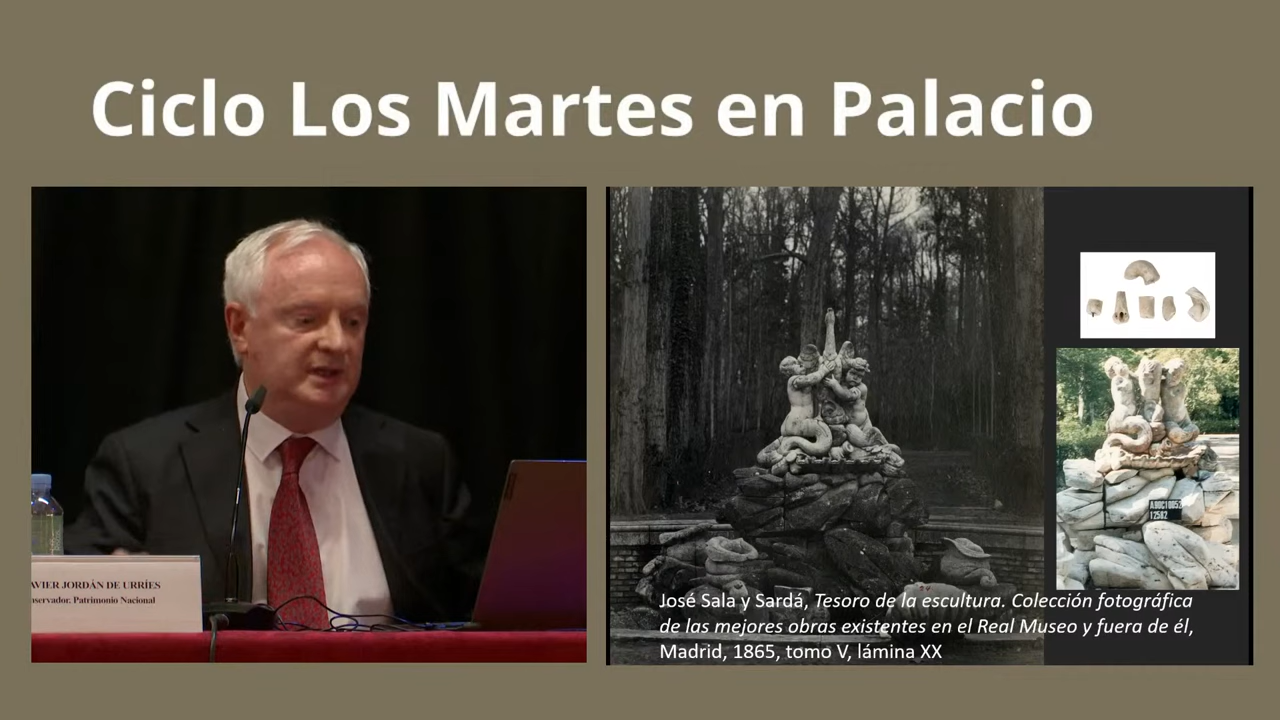 Ciclo Los Martes en Palacio
AVIER JORDÁN DE URRÍES
nservador. Patrimonio Nacional
José Sala y Sardá, Tesoro de la escultura. Colección fotográfica
de las mejores obras existentes en el Real Museo y fuera de él,
Madrid, 1865, tomo V, lámina XX